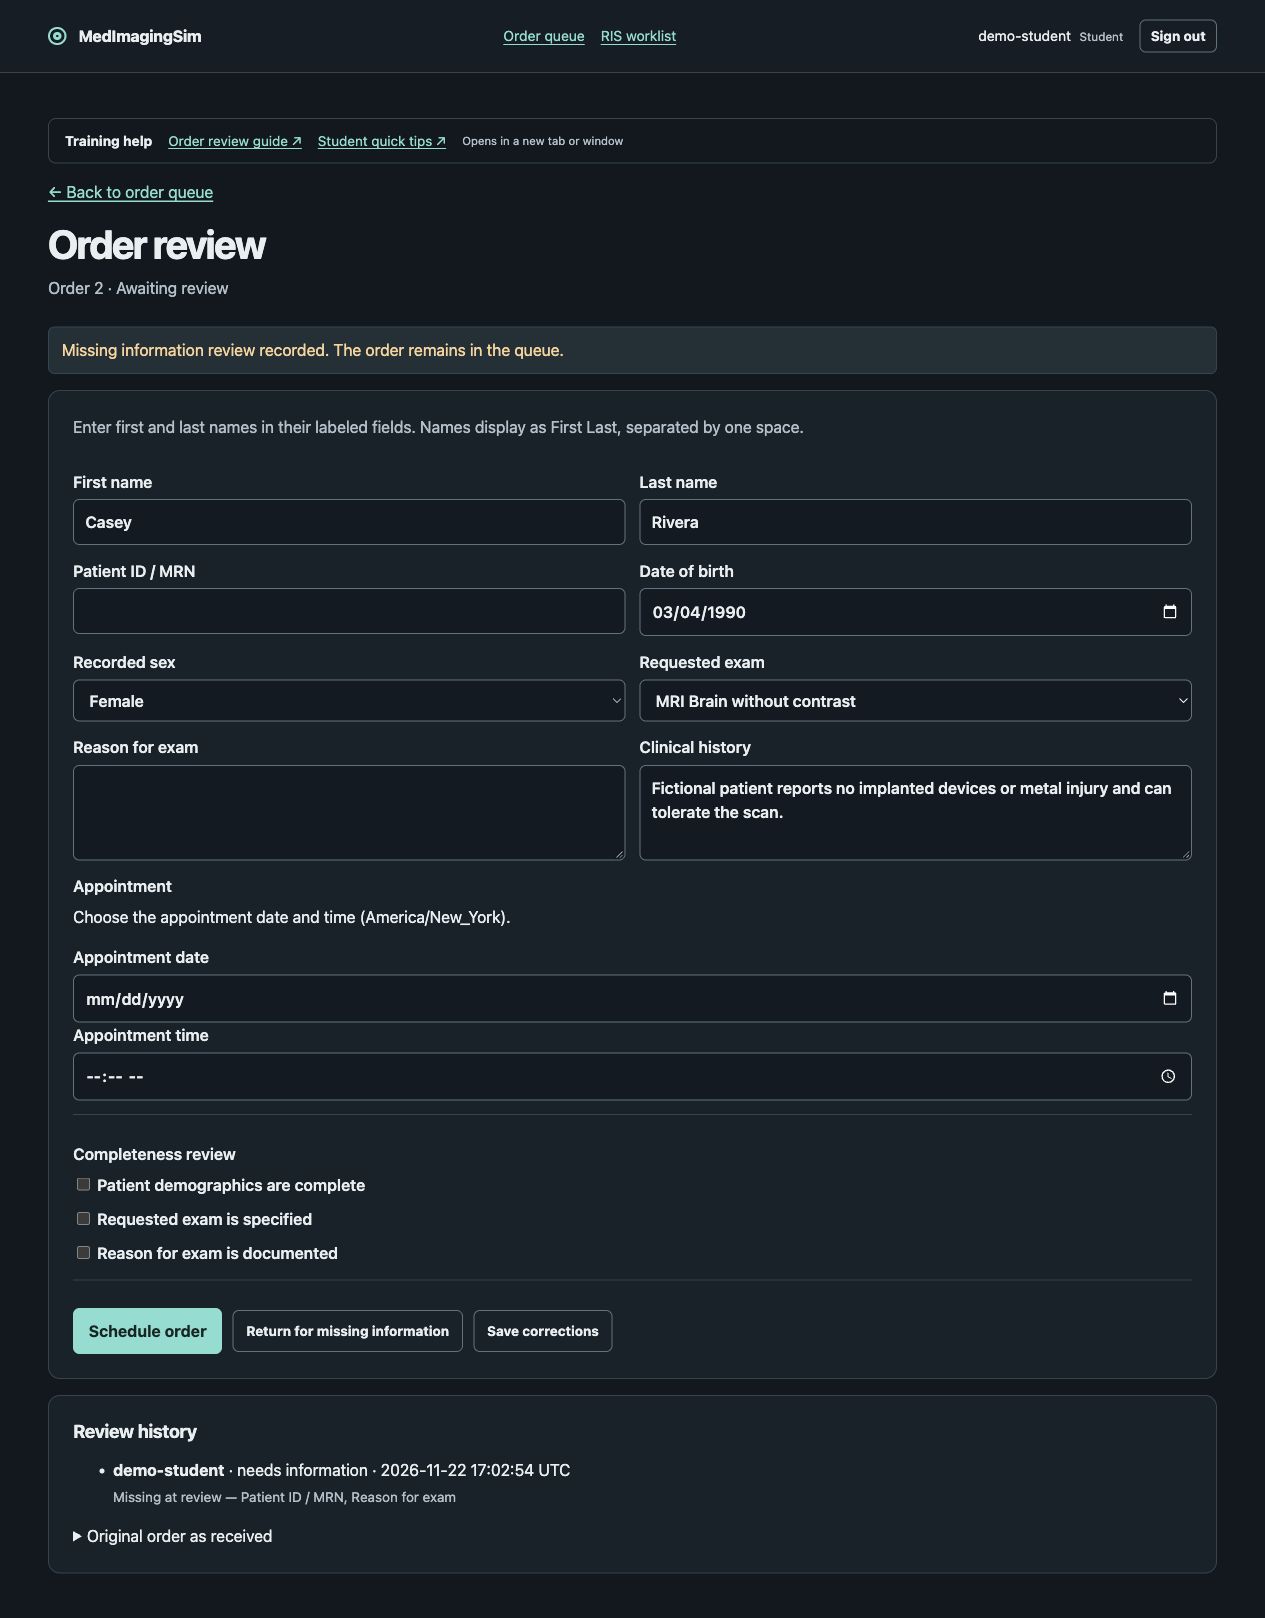 MedImagingSim
Order queue RIS worklist
demo-student Student Sign out
Training help Order review guide ↗ Student quick tips ↗ Opens in a new tab or window
← Back to order queue
Order review
Order 2 · Awaiting review
Missing information review recorded. The order remains in the queue.
Enter first and last names in their labeled fields. Names display as First Last, separated by one space.
First name Last name
Casey Rivera
Patient ID / MRN Date of birth
03/04/1990
Recorded sex Requested exam
Female MRI Brain without contrast
Reason for exam Clinical history
Fictional patient reports no implanted devices or metal injury and can
tolerate the scan.
Appointment
Choose the appointment date and time (America/New_York).
Appointment date
mm/dd/yyyy
Appointment time
--:-- --
Completeness review
Patient demographics are complete
Requested exam is specified
Reason for exam is documented
Schedule order Return for missing information Save corrections
Review history
• demo-student · needs information · 2026-11-22 17:02:54 UTC
Missing at review — Patient ID / MRN, Reason for exam
▶ Original order as received